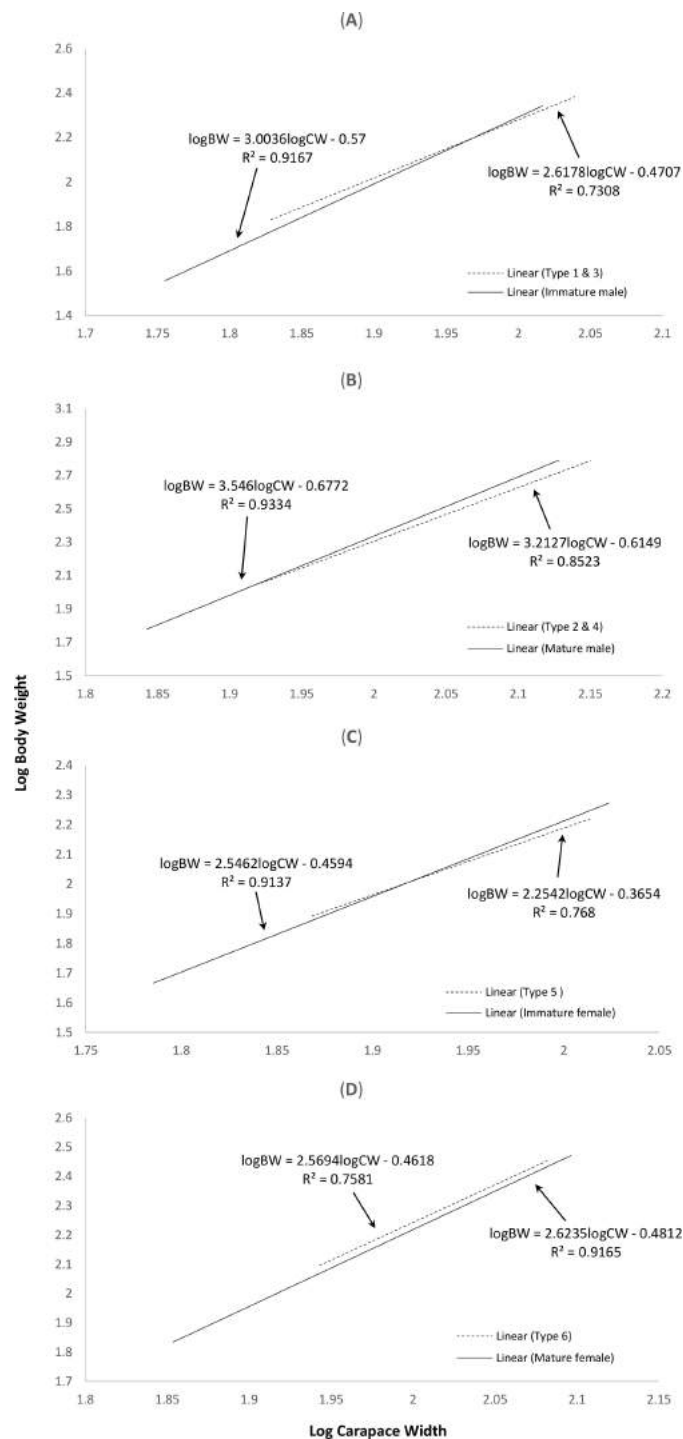 (A)
2.6
2.4
2.2
2
1.8
1.6
1.4
logBW = 3.0036logCW - 0.57
R² = 0.9167
logBW = 2.6178logCW - 0.4707
R² = 0.7308
Linear (Type 1 & 3)
Linear (Immature male)
1.7 1.75 1.8 1.85 1.9 1.95 2 2.05 2.1
(B)
3.1
2.9
2.7
2.5
2.3
2.1
1.9
1.7
1.5
logBW = 3.546logCW - 0.6772
R² = 0.9334
logBW = 3.2127logCW - 0.6149
R² = 0.8523
Linear (Type 2 & 4)
Linear (Mature male)
1.8 1.85 1.9 1.95 2 2.05 2.1 2.15 2.2
Log Body Weight
(C)
2.4
2.3
2.2
2.1
2
1.9
1.8
1.7
1.6
1.5
logBW = 2.5462logCW - 0.4594
R² = 0.9137
logBW = 2.2542logCW - 0.3654
R² = 0.768
Linear (Type 5 )
Linear (Immature female)
1.75 1.8 1.85 1.9 1.95 2 2.05
(D)
2.6
2.5
2.4
2.3
2.2
2.1
2
1.9
1.8
1.7
logBW = 2.5694logCW - 0.4618
R² = 0.7581
logBW = 2.6235logCW - 0.4812
R² = 0.9165
Linear (Type 6)
Linear (Mature female)
1.8 1.85 1.9 1.95 2 2.05 2.1 2.15
Log Carapace Width